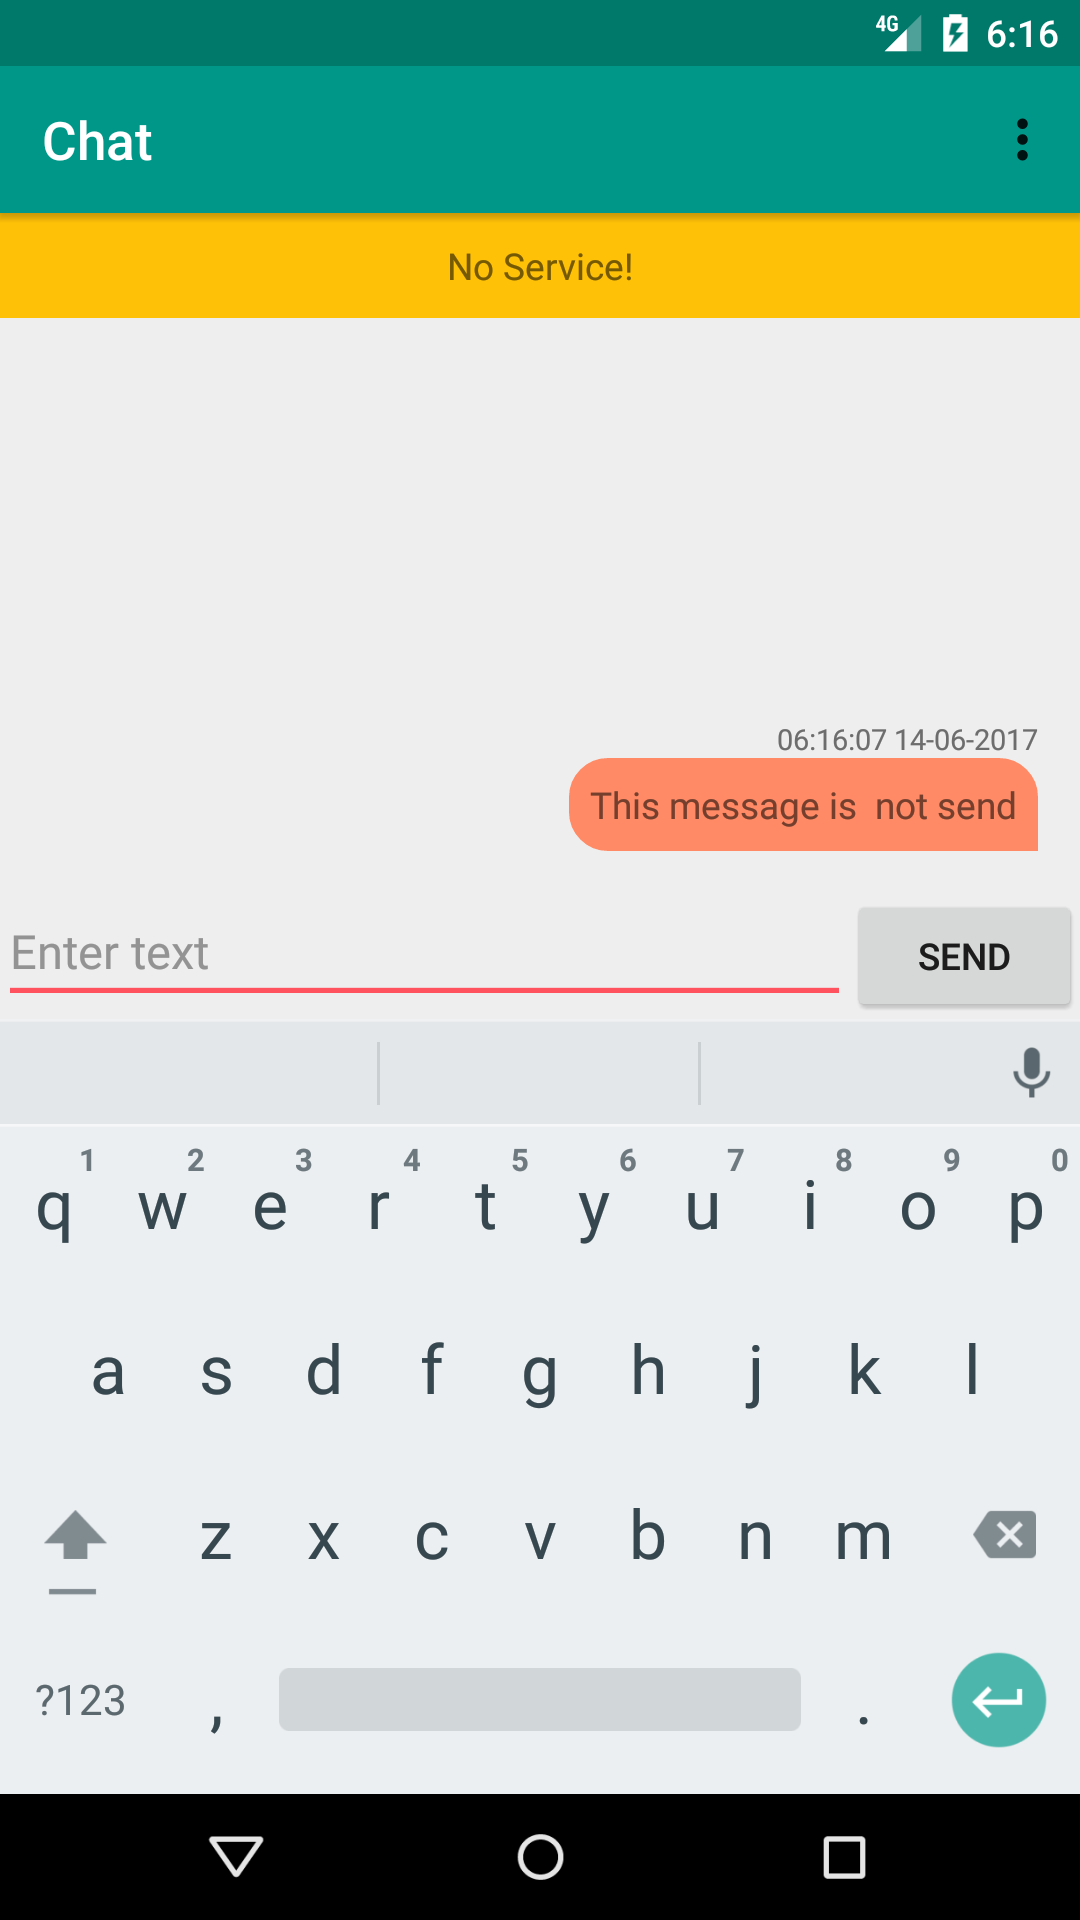 4G 6:16
Chat
No Service!
06:16:07 14-06-2017
This message is  not send
Enter text
SEND
1 2 3 4 5 6 7 8 9 0
q w e r t y u i o p
a s d f g h j k l
z x c v b n m
?123 , .